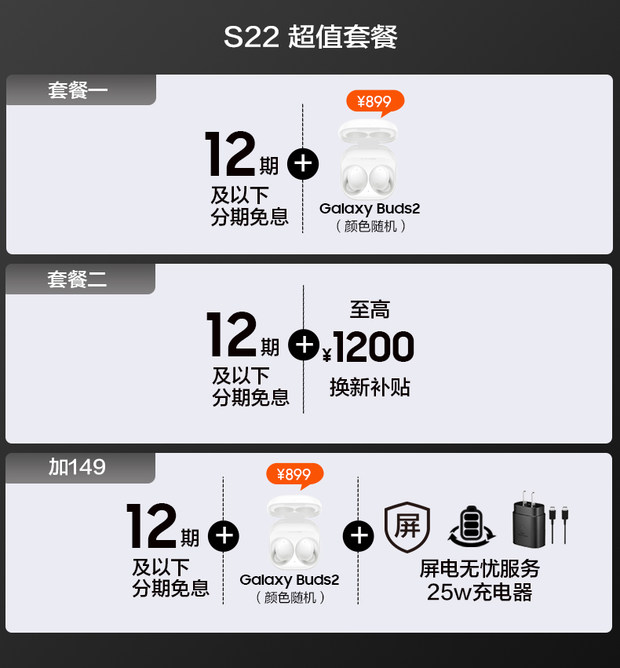 S22 超值套餐
套餐一
12期
及以下
分期免息
+
¥899
Galaxy Buds2
（颜色随机）
套餐二
12期
及以下
分期免息
+
至高
¥1200
换新补贴
加149
12期
及以下
分期免息
+
¥899
Galaxy Buds2
（颜色随机）
+
屏
屏电无忧服务
25w充电器